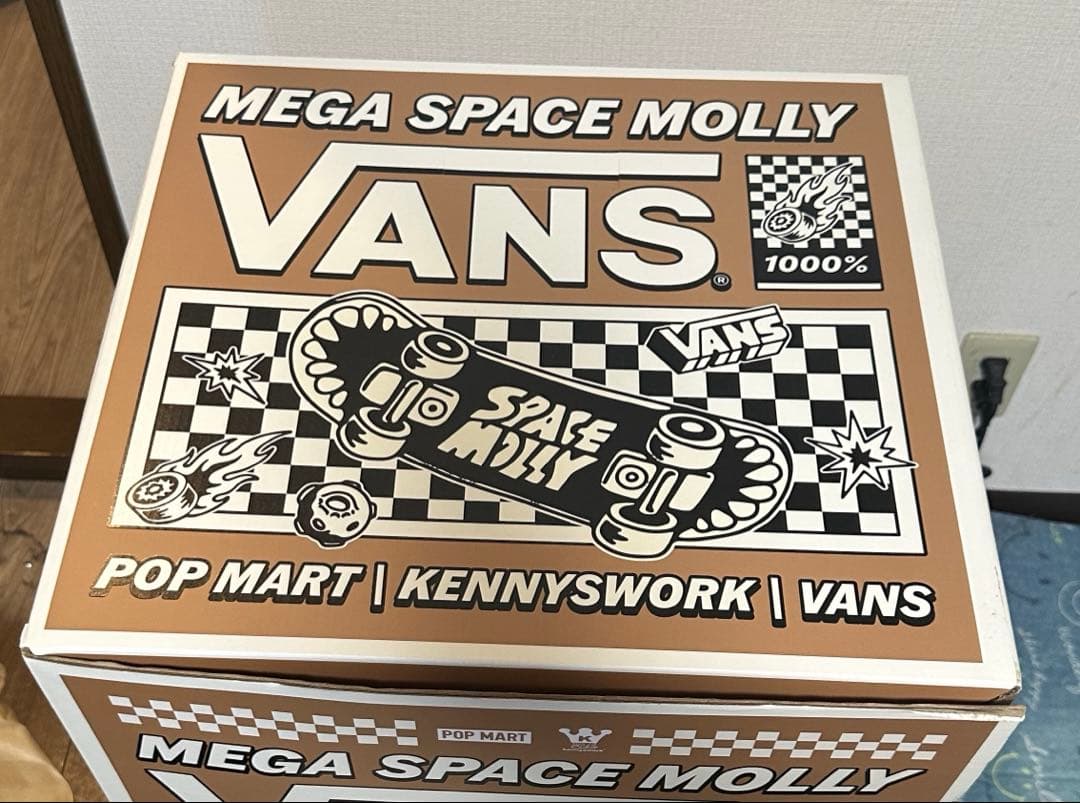 MEGA SPACE MOLLY
VANS®
1000%
VANS
SPACE
MOLLY
POP MART | KENNYSWORK | VANS
POP MART
K
MEGA SPACE MOLLY